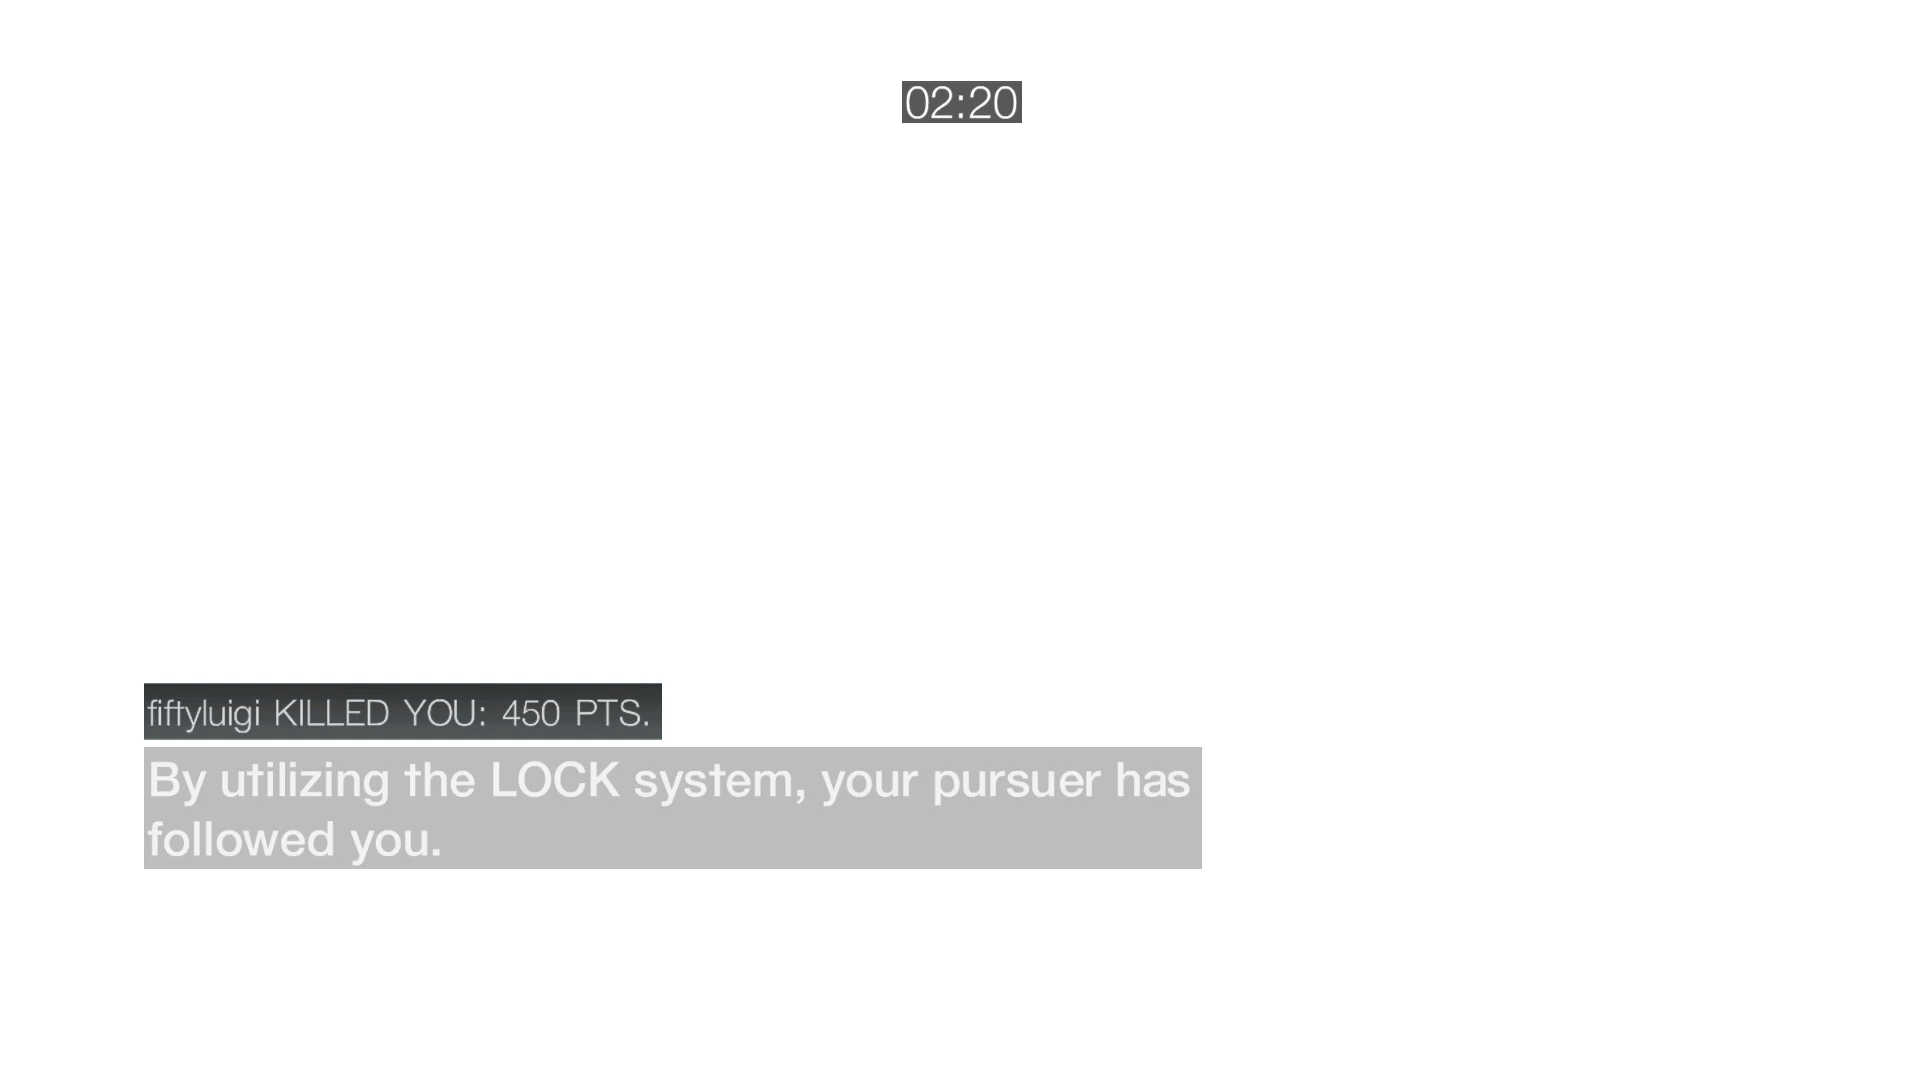 02:20
fiftyluigi KILLED YOU: 450 PTS.
By utilizing the LOCK system, your pursuer has
followed you.